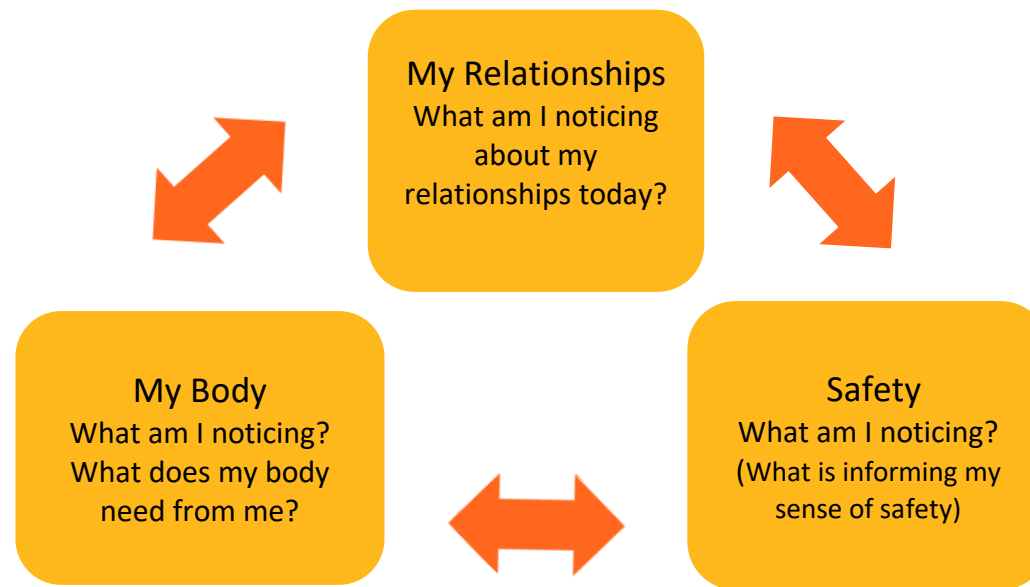 My Relationships
What am I noticing
about my
relationships today?
My Body
What am I noticing?
What does my body
need from me?
Safety
What am I noticing?
(What is informing my
sense of safety)